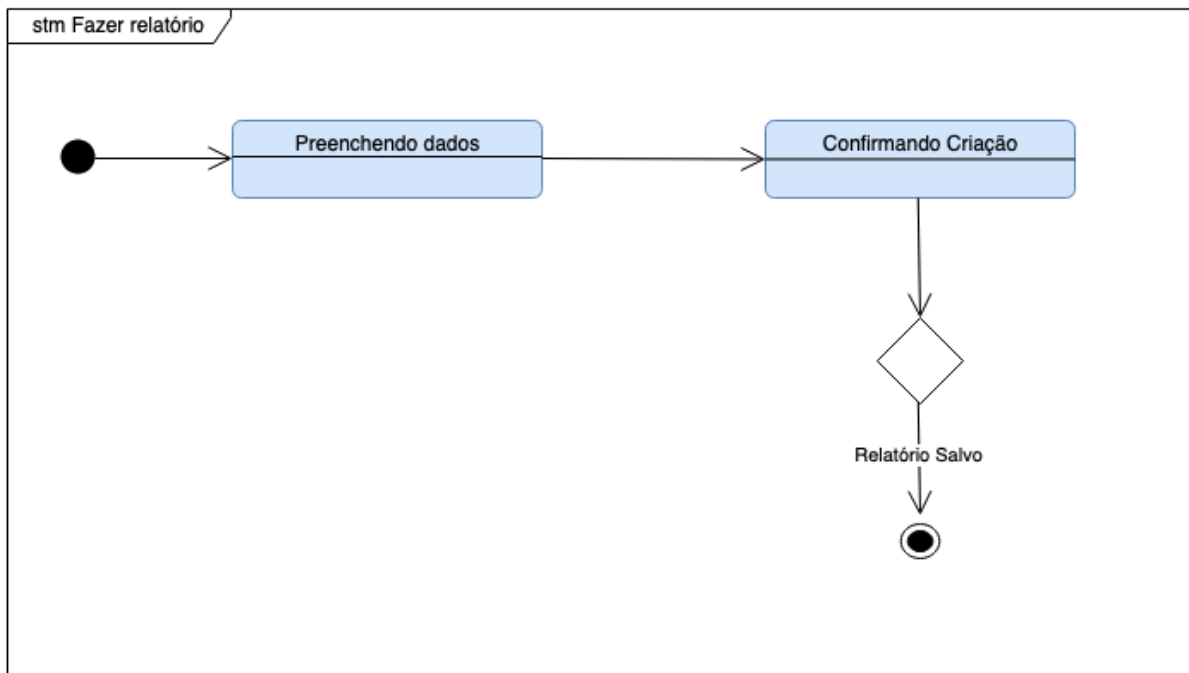 stm Fazer relatório
Preenchendo dados
Confirmando Criação
Relatório Salvo